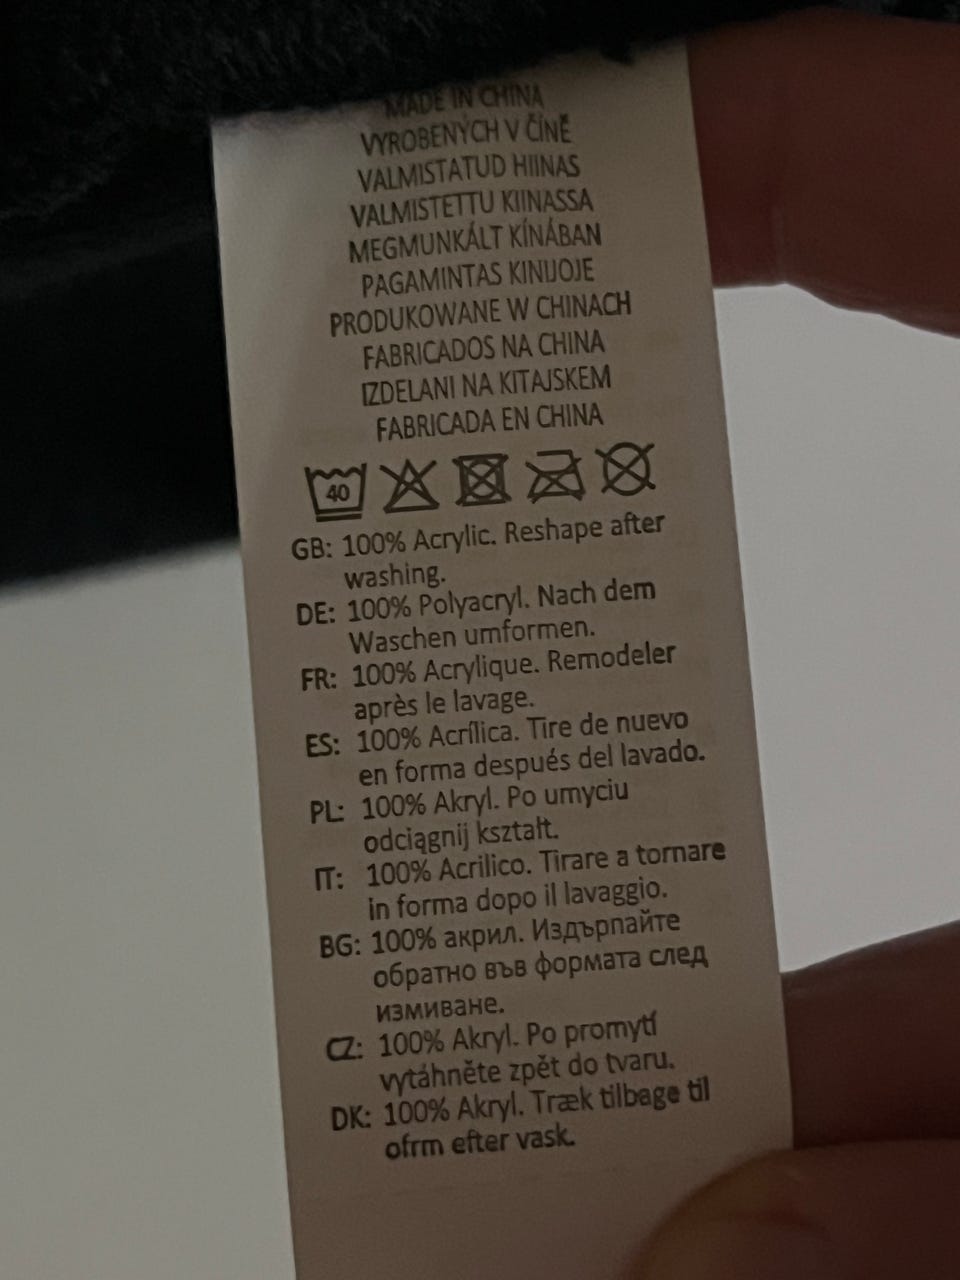 MADE IN CHINA
VYROBENÝCH V ČÍNĚ
VALMISTATUD HIINAS
VALMISTETTU KIINASSA
MEGMUNKÁLT KÍNÁBAN
PAGAMINTAS KINIJOJE
PRODUKOWANE W CHINACH
FABRICADOS NA CHINA
IZDELANI NA KITAJSKEM
FABRICADA EN CHINA
40
GB: 100% Acrylic. Reshape after
washing.
DE: 100% Polyacryl. Nach dem
Waschen umformen.
FR: 100% Acrylique. Remodeler
après le lavage.
ES: 100% Acrílica. Tire de nuevo
en forma después del lavado.
PL: 100% Akryl. Po umyciu
odciągnij kształt.
IT: 100% Acrilico. Tirare a tornare
in forma dopo il lavaggio.
BG: 100% акрил. Издърпайте
обратно във формата след
измиване.
CZ: 100% Akryl. Po promytí
vytáhněte zpět do tvaru.
DK: 100% Akryl. Træk tilbage til
ofrm efter vask.